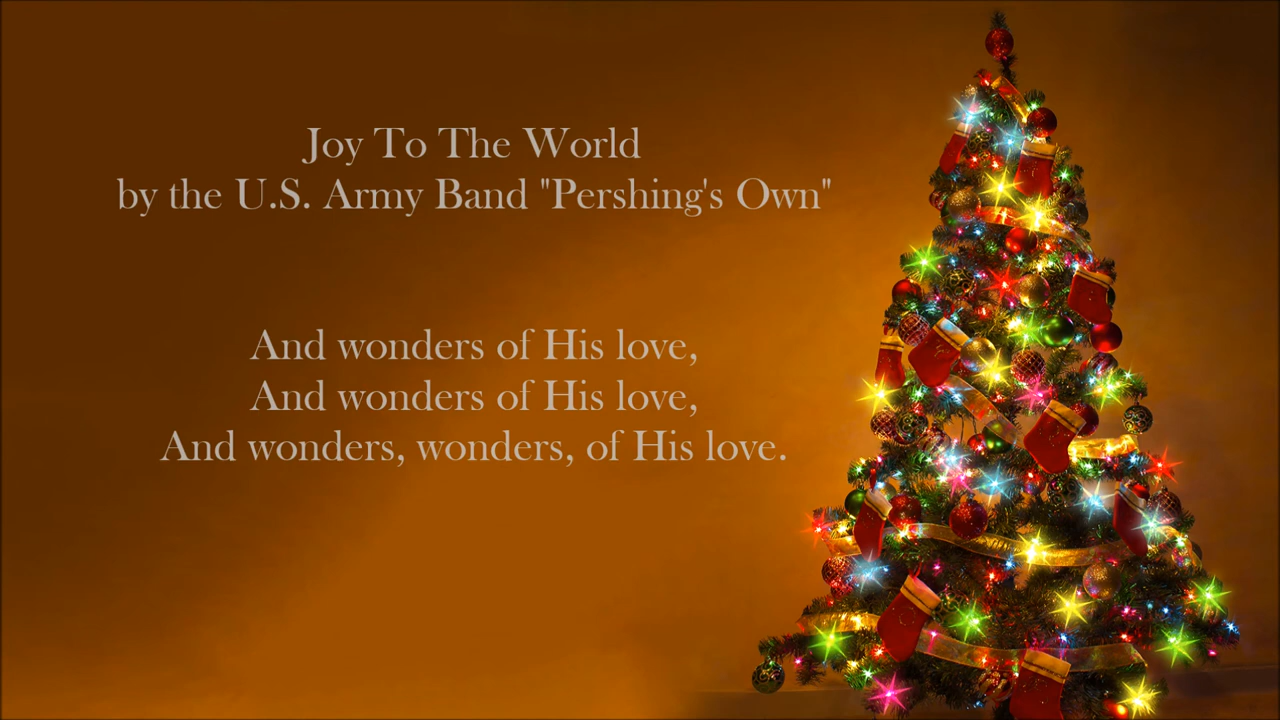 Joy To The World
by the U.S. Army Band "Pershing's Own"
And wonders of His love,
And wonders of His love,
And wonders, wonders, of His love.